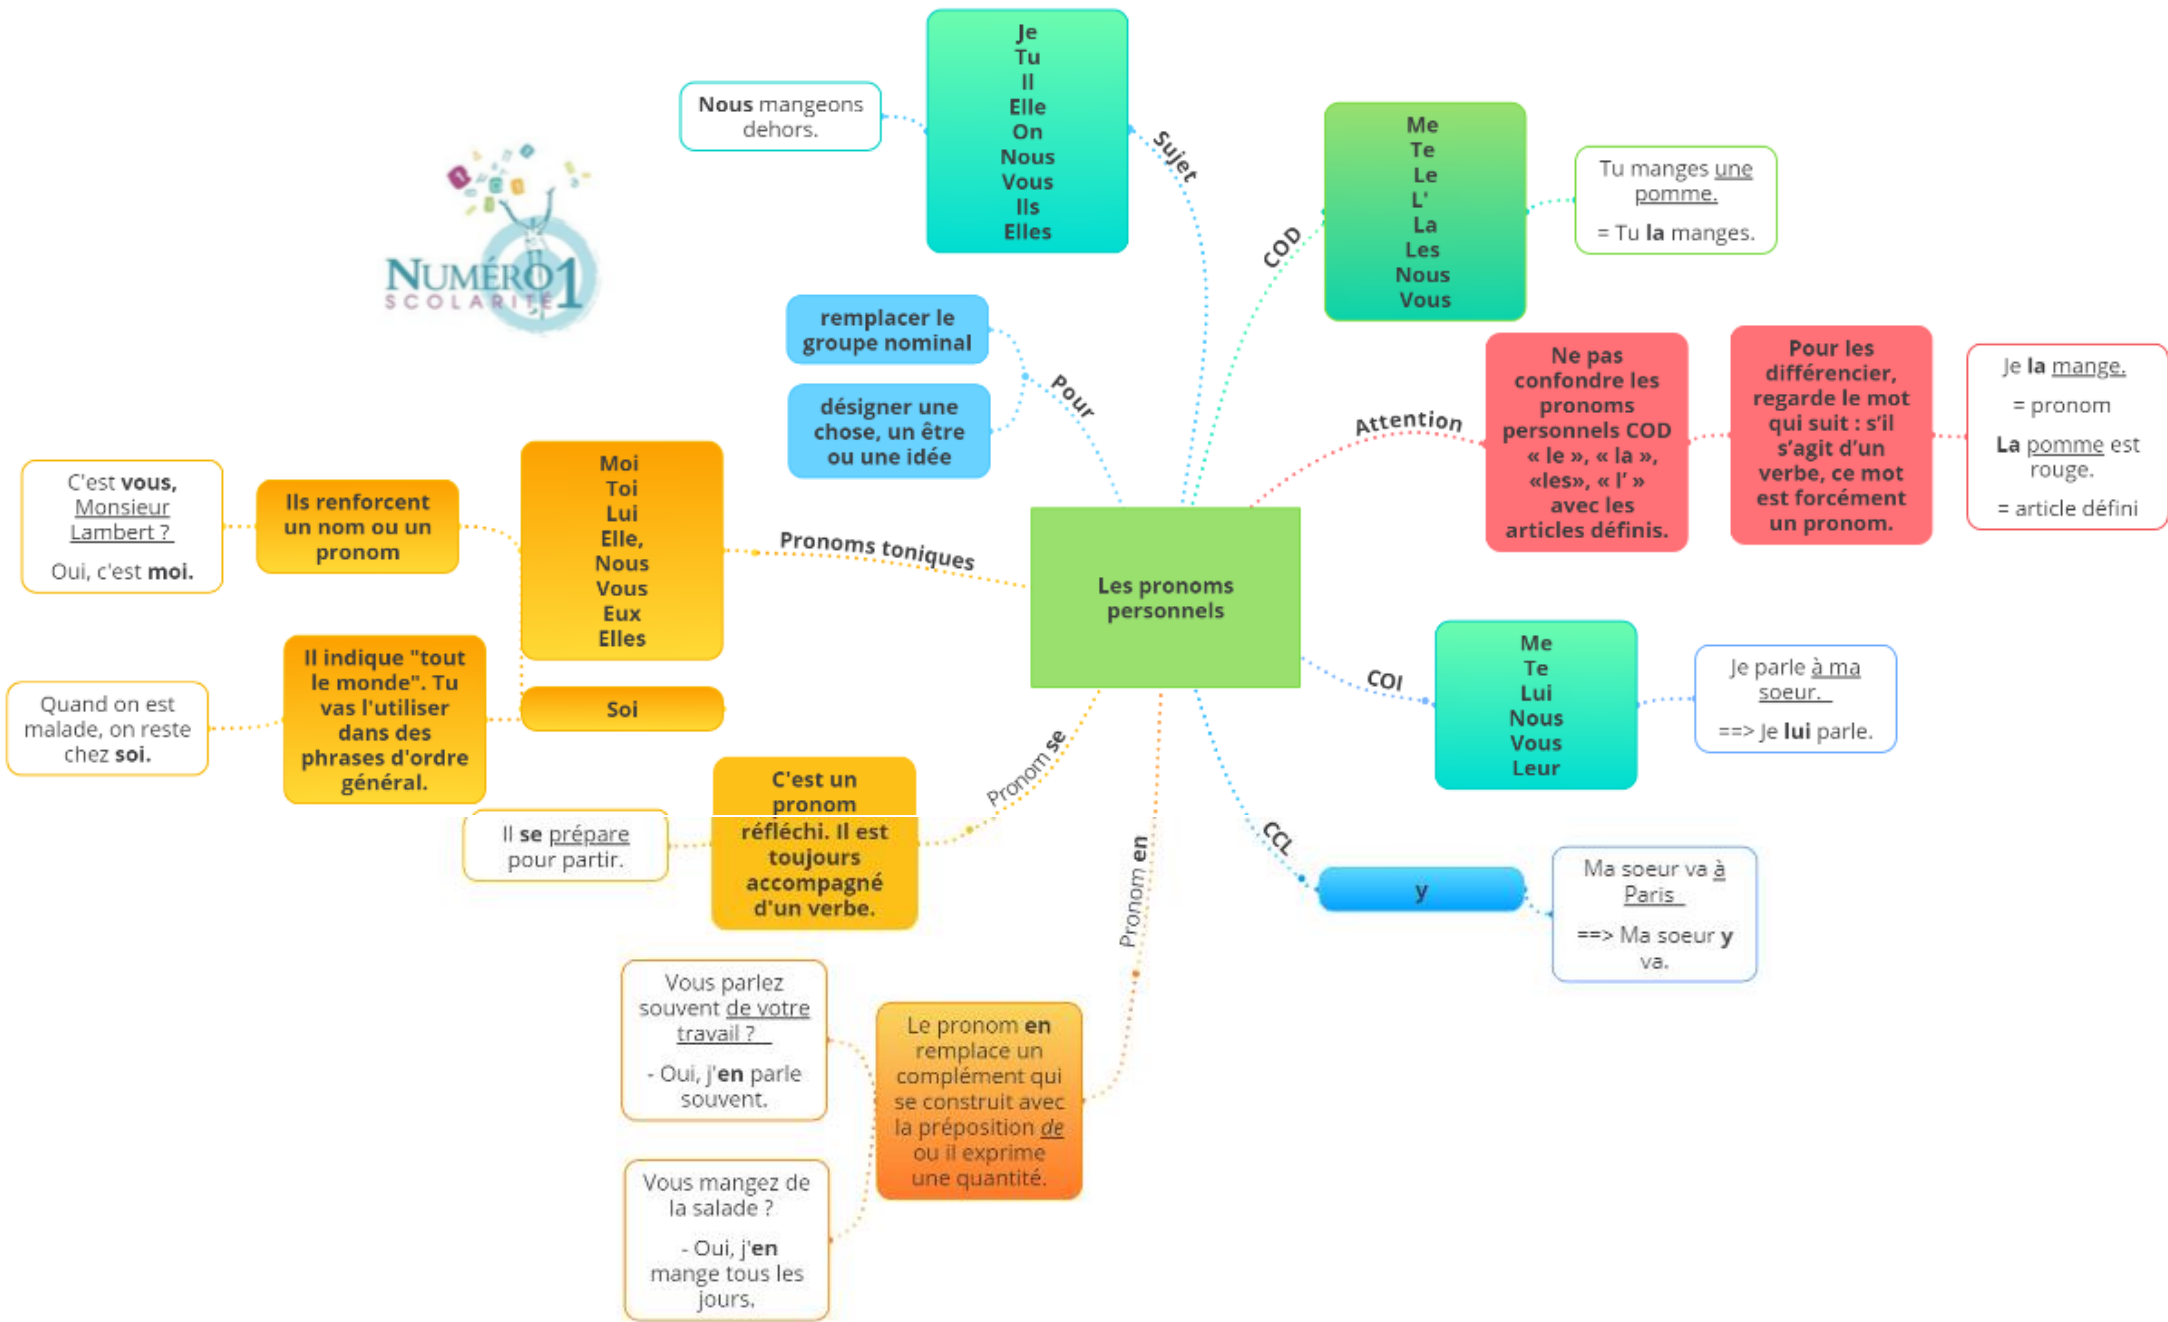 Je
Tu
Il
Elle
On
Nous
Vous
Ils
Elles
Nous mangeons
dehors.
Sujet
Me
Te
Le
L'
La
Les
Nous
Vous
COD
Tu manges une
pomme.
= Tu la manges.
NUMÉRO1
SCOLARITÉ
remplacer le
groupe nominal
désigner une
chose, un être
ou une idée
Pour
Attention
Ne pas
confondre les
pronoms
personnels COD
« le », « la »,
«les», « l’ »
avec les
articles définis.
Pour les
différencier,
regarde le mot
qui suit : s’il
s’agit d’un
verbe, ce mot
est forcément
un pronom.
Je la mange.
= pronom
La pomme est
rouge.
= article défini
C'est vous,
Monsieur
Lambert ?
Oui, c'est moi.
Ils renforcent
un nom ou un
pronom
Moi
Toi
Lui
Elle,
Nous
Vous
Eux
Elles
Pronoms toniques
Les pronoms
personnels
Quand on est
malade, on reste
chez soi.
Il indique "tout
le monde". Tu
vas l'utiliser
dans des
phrases d'ordre
général.
Soi
COI
Me
Te
Lui
Nous
Vous
Leur
Je parle à ma
soeur.
==> Je lui parle.
Il se prépare
pour partir.
C'est un
pronom
réfléchi. Il est
toujours
accompagné
d'un verbe.
Pronom se
Pronom en
CCL
y
Ma soeur va à
Paris
==> Ma soeur y
va.
Vous parlez
souvent de votre
travail ?
- Oui, j'en parle
souvent.
Le pronom en
remplace un
complément qui
se construit avec
la préposition de
ou il exprime
une quantité.
Vous mangez de
la salade ?
- Oui, j'en
mange tous les
jours.